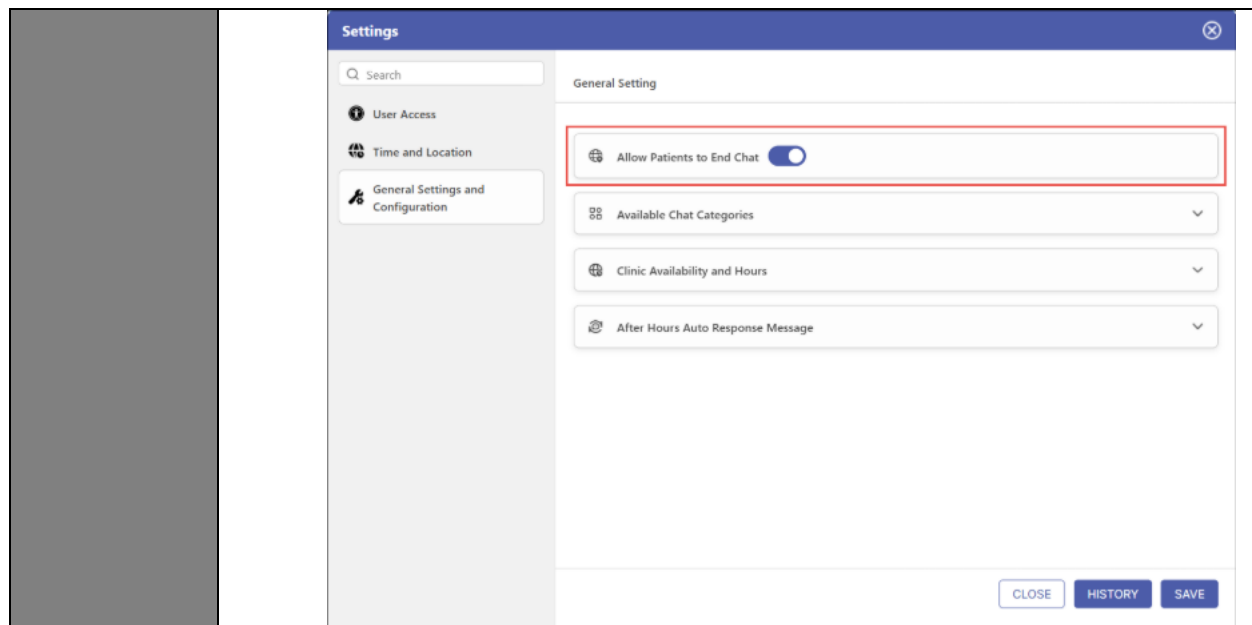 Settings
Search
User Access
Time and Location
General Settings and
Configuration
General Setting
Allow Patients to End Chat
Available Chat Categories
Clinic Availability and Hours
After Hours Auto Response Message
CLOSE
HISTORY
SAVE